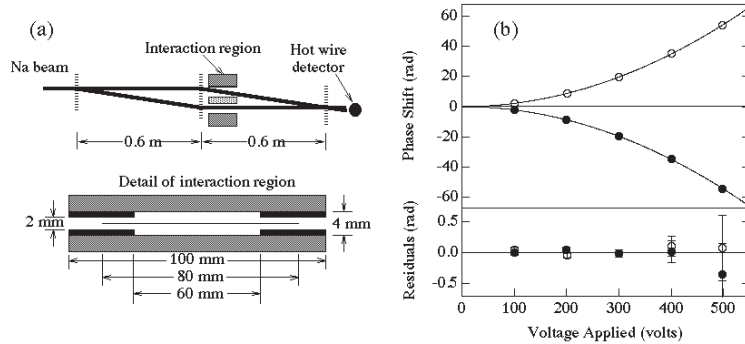 (a)
Interaction region
Hot wire
detector
Na beam
0.6 m
0.6 m
Detail of interaction region
2 mm
4 mm
100 mm
80 mm
60 mm
(b)
Phase Shift (rad)
60
40
20
0
-20
-40
-60
Residuals (rad)
0.5
0.0
-0.5
0
100
200
300
400
500
Voltage Applied (volts)